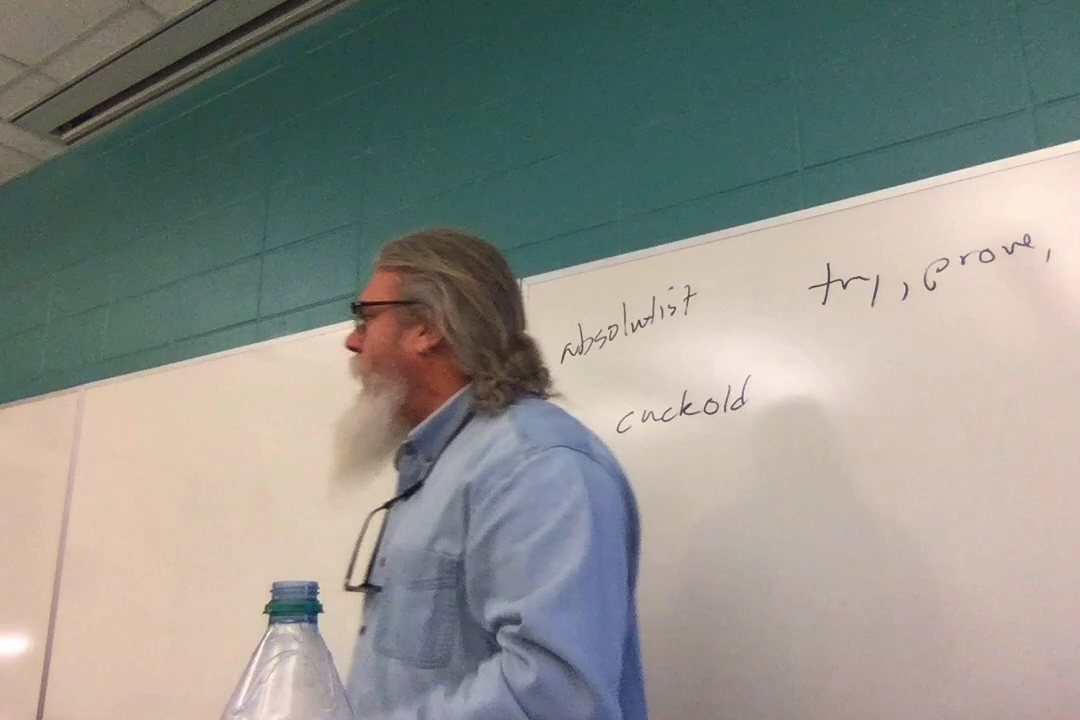 absolutist
try, prove,
cuckold